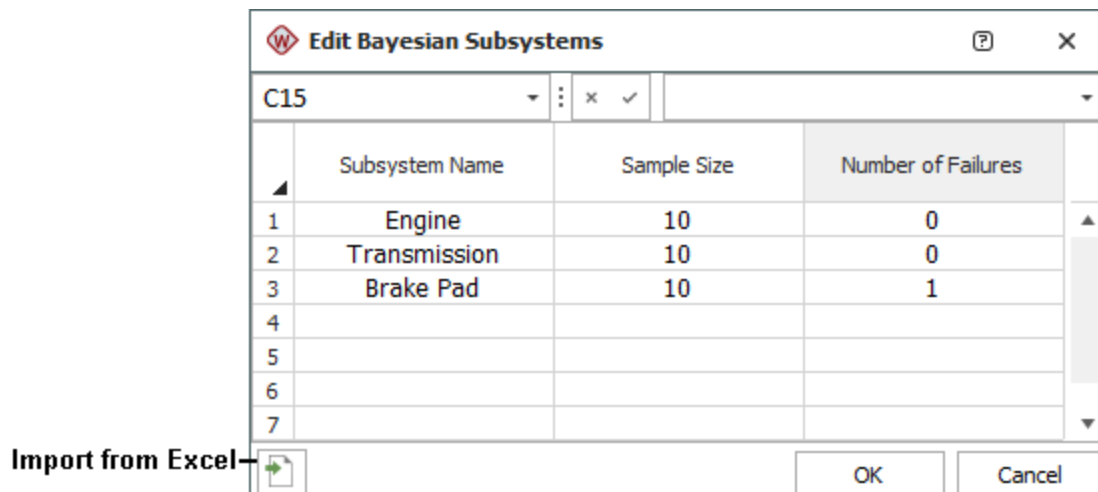 W Edit Bayesian Subsystems
C15
Subsystem Name Sample Size Number of Failures
1 Engine 10 0
2 Transmission 10 0
3 Brake Pad 10 1
4
5
6
7
Import from Excel
OK Cancel